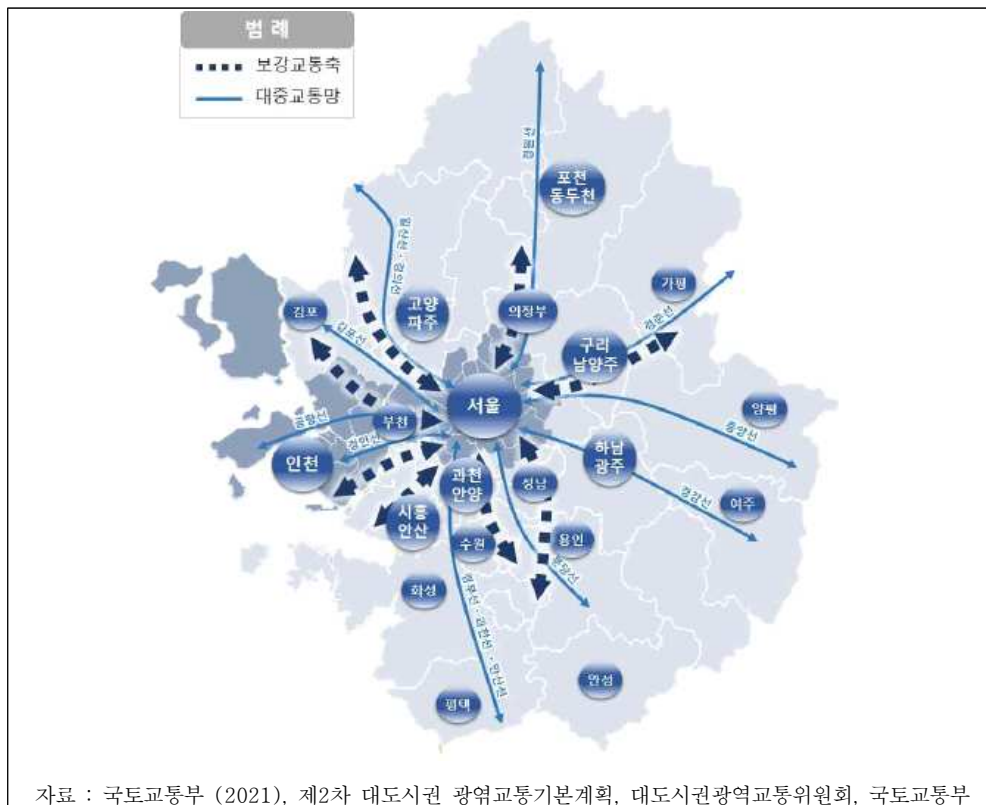 범 례
보강교통축
대중교통망
경원선
포천
동두천
일산선·경의선
가평
김포
고양
파주
의정부
경춘선
김포선
구리
남양주
서울
양평
공항선
부천
중앙선
경인선
인천
하남
광주
과천
안양
성남
여주
경강선
시흥
안산
수원
용인
분당선
화성
경부선·과천선·안산선
안성
평택
자료 : 국토교통부 (2021), 제2차 대도시권 광엮교통기본계획, 대도시권광역교통위원회, 국토교통부